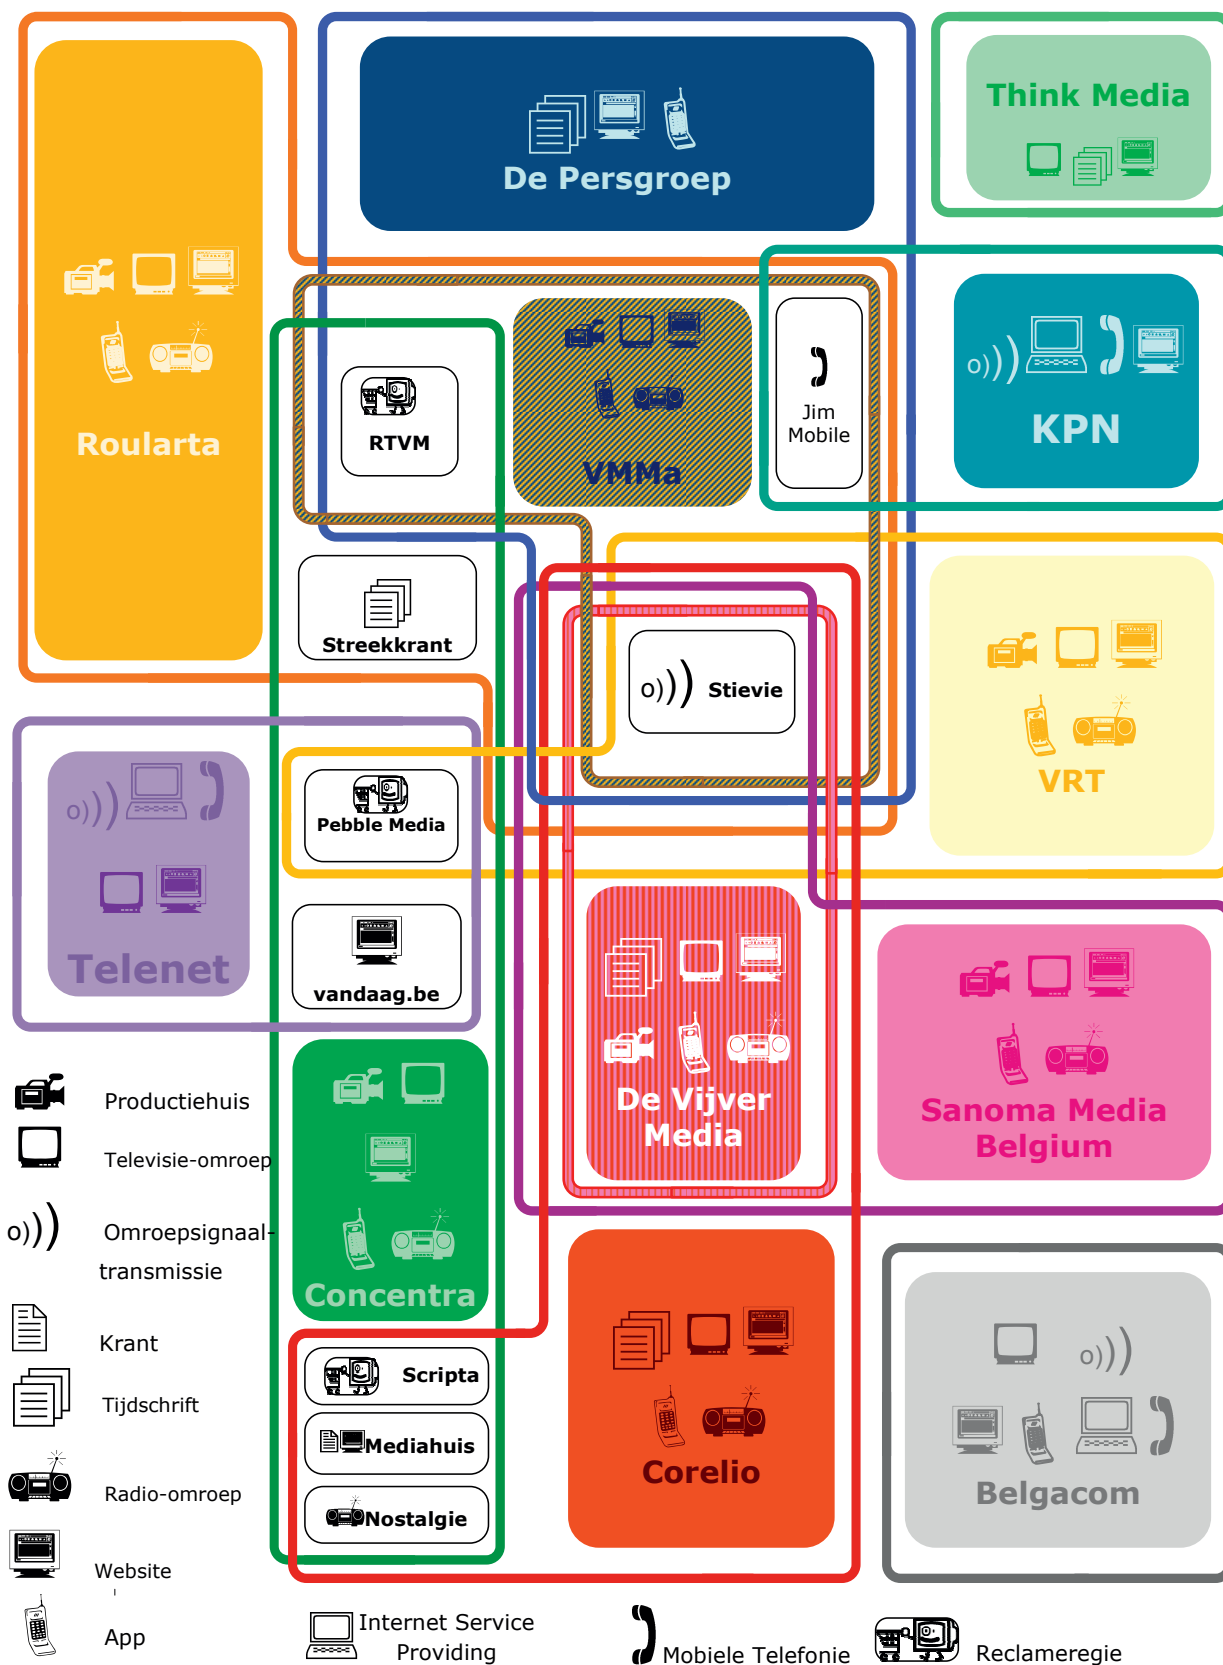 Think Media
De Persgroep
Roularta
RTVM
VMMa
Jim
Mobile
KPN
Streekkrant
o))) Stievie
VRT
o)))
Pebble Media
Telenet
vandaag.be
De Vijver
Media
Sanoma Media
Belgium
Concentra
Scripta
Mediahuis
Nostalgie
Corelio
o)))
Belgacom
Productiehuis
Televisie-omroep
o))) Omroepsignaal-
transmissie
Krant
Tijdschrift
Radio-omroep
Website
App
Internet Service
Providing
Mobiele Telefonie
Reclameregie